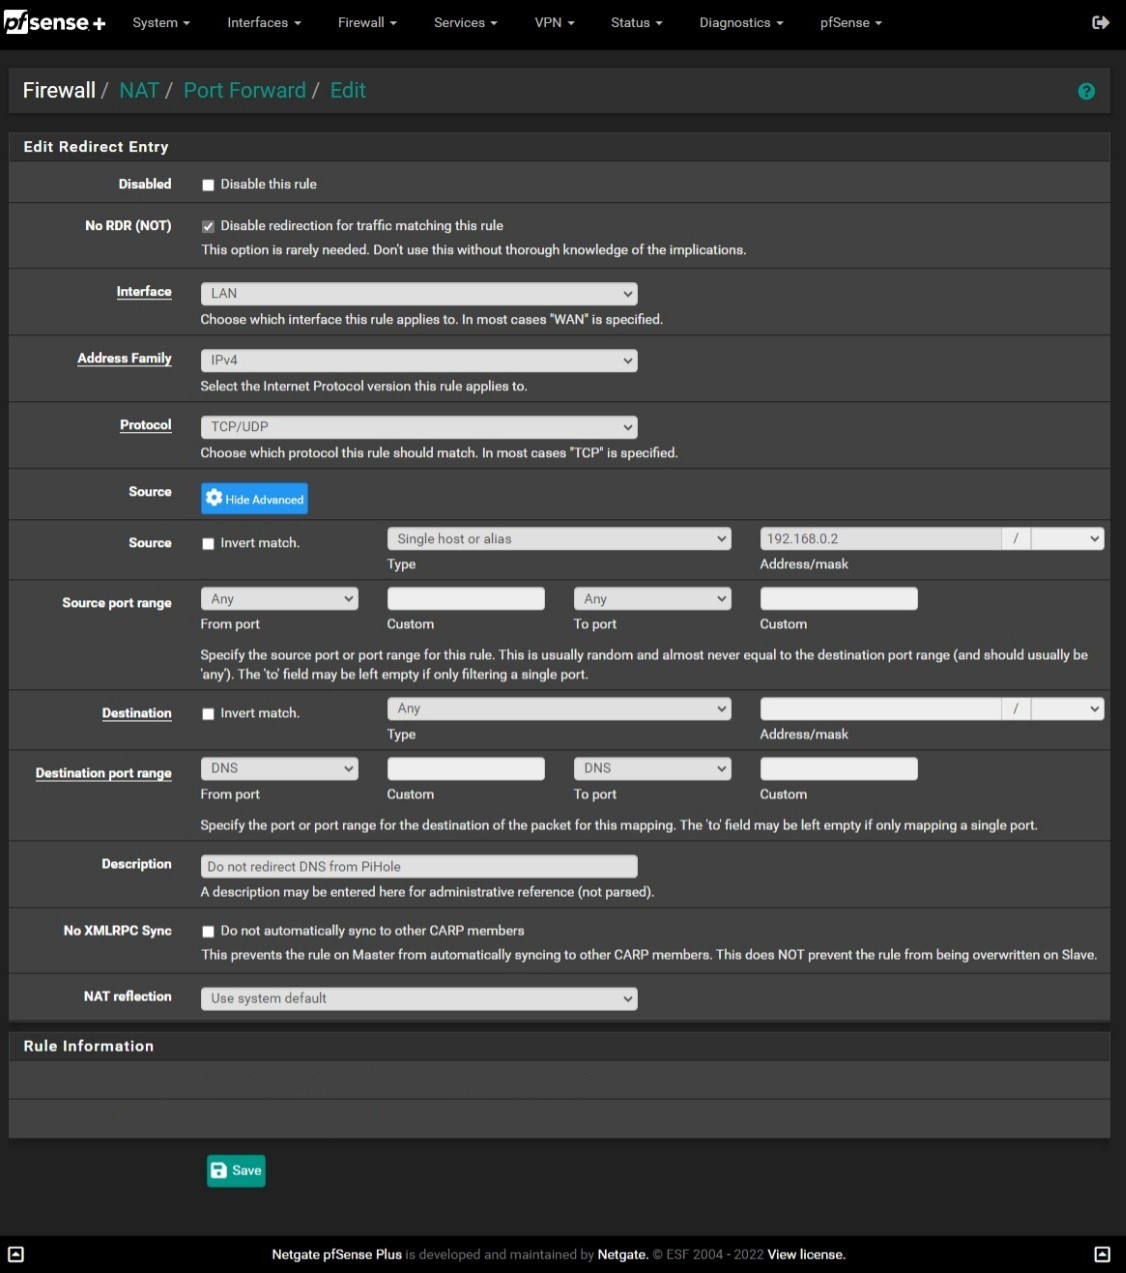 pfsense+ System Interfaces Firewall Services VPN Status Diagnostics pfSense
Firewall / NAT / Port Forward / Edit
Edit Redirect Entry
Disabled Disable this rule
No RDR (NOT) Disable redirection for traffic matching this rule
This option is rarely needed. Don't use this without thorough knowledge of the implications.
Interface LAN
Choose which interface this rule applies to. In most cases "WAN" is specified.
Address Family IPv4
Select the Internet Protocol version this rule applies to.
Protocol TCP/UDP
Choose which protocol this rule should match. In most cases "TCP" is specified.
Source Hide Advanced
Source Invert match. Single host or alias 192.168.0.2 /
Type Address/mask
Source port range Any Any
From port Custom To port Custom
Specify the source port or port range for this rule. This is usually random and almost never equal to the destination port range (and should usually be
'any'). The 'to' field may be left empty if only filtering a single port.
Destination Invert match. Any /
Type Address/mask
Destination port range DNS DNS
From port Custom To port Custom
Specify the port or port range for the destination of the packet for this mapping. The 'to' field may be left empty if only mapping a single port.
Description Do not redirect DNS from PiHole
A description may be entered here for administrative reference (not parsed).
No XMLRPC Sync Do not automatically sync to other CARP members
This prevents the rule on Master from automatically syncing to other CARP members. This does NOT prevent the rule from being overwritten on Slave.
NAT reflection Use system default
Rule Information
Save
Netgate pfSense Plus is developed and maintained by Netgate. © ESF 2004 - 2022 View license.